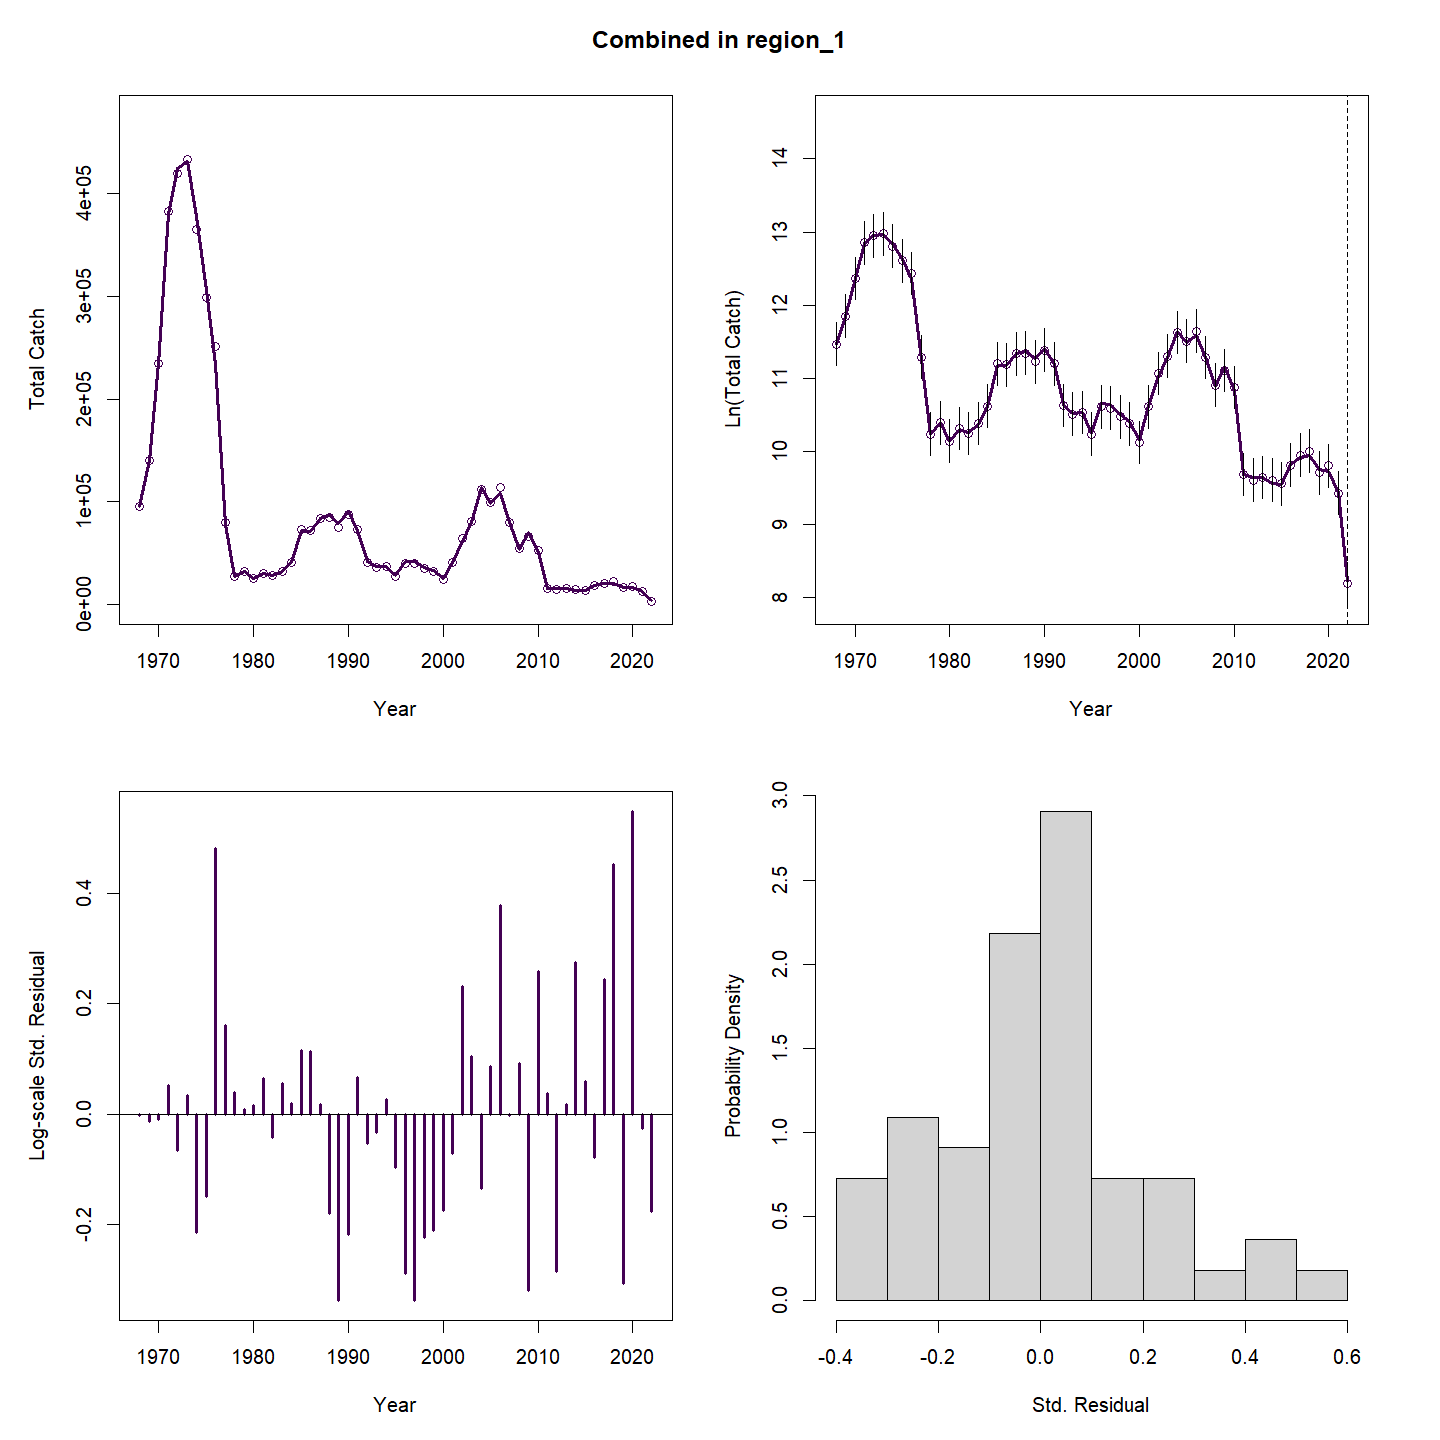 Combined in region_1
Total Catch
0e+00 1e+05 2e+05 3e+05 4e+05
1970 1980 1990 2000 2010 2020
Year
Ln(Total Catch)
8 9 10 11 12 13 14
1970 1980 1990 2000 2010 2020
Year
Log-scale Std. Residual
-0.2 0.0 0.2 0.4
1970 1980 1990 2000 2010 2020
Year
Probability Density
0.0 0.5 1.0 1.5 2.0 2.5 3.0
-0.4 -0.2 0.0 0.2 0.4 0.6
Std. Residual